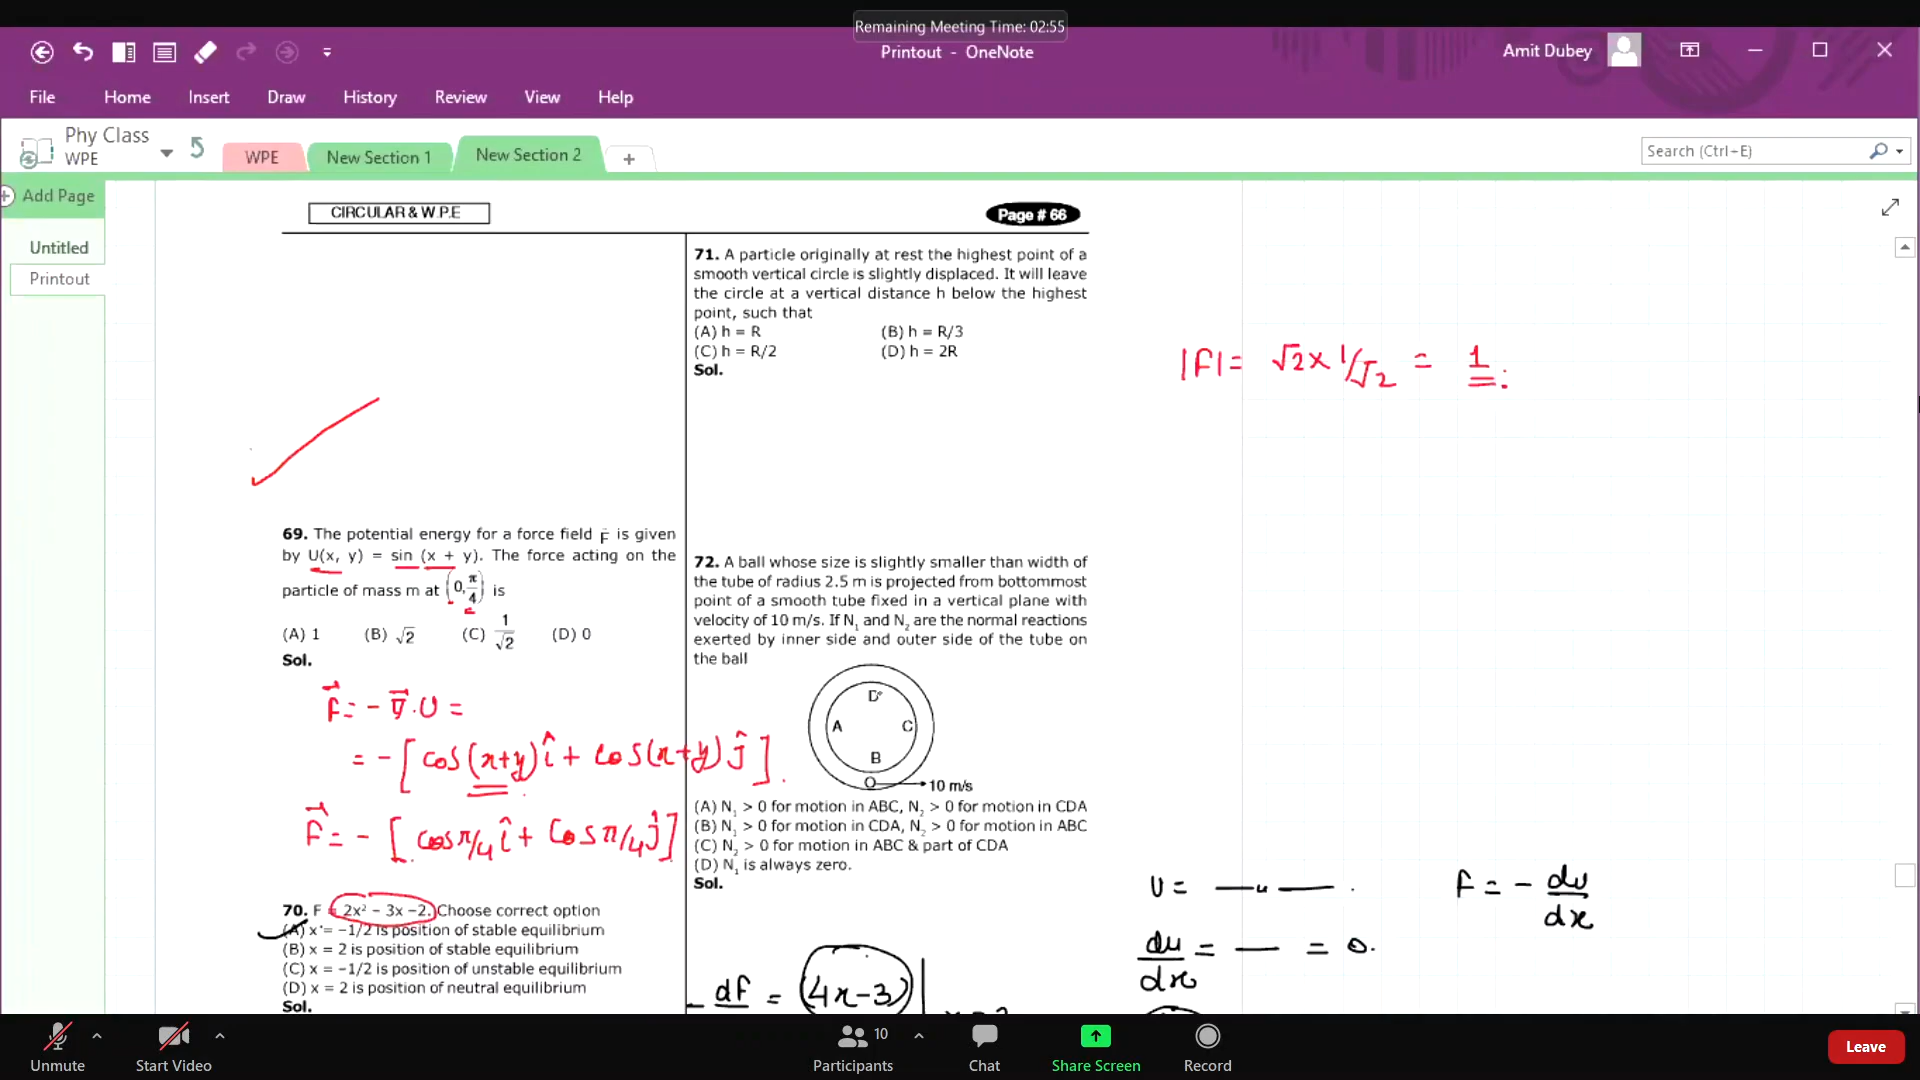 Remaining Meeting Time: 02:55
Printout - OneNote
Amit Dubey
File Home Insert Draw History Review View Help
Phy Class
WPE
WPE
New Section 1
New Section 2
+
Search (Ctrl+E)
Add Page
Untitled
Printout
CIRCULAR & W.P.E
Page # 66
69. The potential energy for a force field F is given
by U(x, y) = sin (x + y). The force acting on the
particle of mass m at (0, π/4) is
(A) 1 (B) √2 (C) 1/√2 (D) 0
Sol.
F = - ∇.U =
= - [cos(x+y)î + cos(x+y)ĵ].
F = - [cosπ/4 î + cosπ/4 ĵ]
70. F = 2x² – 3x –2. Choose correct option
(A) x = –1/2 is position of stable equilibrium
(B) x = 2 is position of stable equilibrium
(C) x = –1/2 is position of unstable equilibrium
(D) x = 2 is position of neutral equilibrium
Sol.
71. A particle originally at rest the highest point of a
smooth vertical circle is slightly displaced. It will leave
the circle at a vertical distance h below the highest
point, such that
(A) h = R (B) h = R/3
(C) h = R/2 (D) h = 2R
Sol.
72. A ball whose size is slightly smaller than width of
the tube of radius 2.5 m is projected from bottommost
point of a smooth tube fixed in a vertical plane with
velocity of 10 m/s. If N₁ and N₂ are the normal reactions
exerted by inner side and outer side of the tube on
the ball
D
A C
B
10 m/s
(A) N₁ > 0 for motion in ABC, N₂ > 0 for motion in CDA
(B) N₁ > 0 for motion in CDA, N₂ > 0 for motion in ABC
(C) N₂ > 0 for motion in ABC & part of CDA
(D) N₁ is always zero.
Sol.
- df = (4x-3)
|F| = √2 x 1/√2 = 1.
U = — " — .
F = - du/dx
du/dx = — = 0.
Unmute
Start Video
10
Participants
Chat
Share Screen
Record
Leave